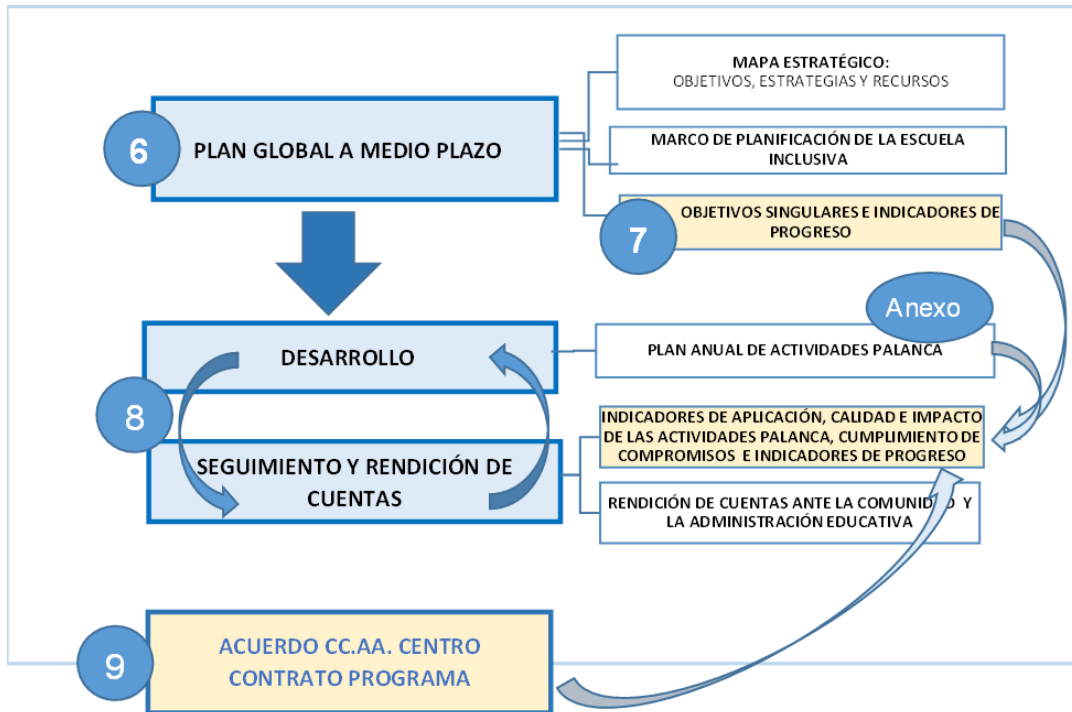 MAPA ESTRATÉGICO:
OBJETIVOS, ESTRATEGIAS Y RECURSOS
6
PLAN GLOBAL A MEDIO PLAZO
MARCO DE PLANIFICACIÓN DE LA ESCUELA
INCLUSIVA
7
OBJETIVOS SINGULARES E INDICADORES DE
PROGRESO
Anexo
DESARROLLO
PLAN ANUAL DE ACTIVIDADES PALANCA
8
SEGUIMIENTO Y RENDICIÓN DE
CUENTAS
INDICADORES DE APLICACIÓN, CALIDAD E IMPACTO
DE LAS ACTIVIDADES PALANCA, CUMPLIMIENTO DE
COMPROMISOS E INDICADORES DE PROGRESO
RENDICIÓN DE CUENTAS ANTE LA COMUNIDAD Y
LA ADMINISTRACIÓN EDUCATIVA
9
ACUERDO CC.AA. CENTRO
CONTRATO PROGRAMA